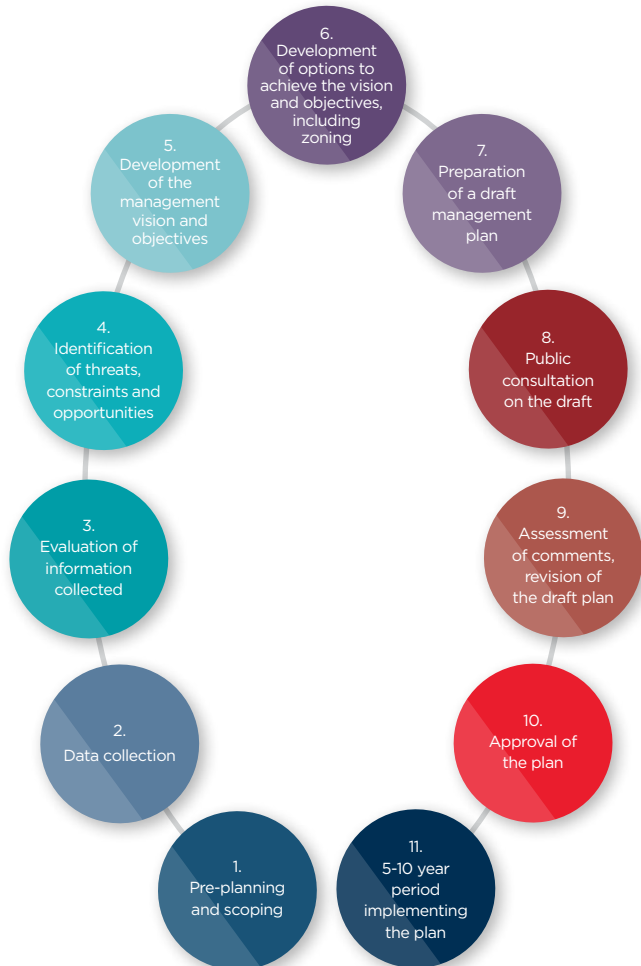 1.
Pre-planning
and scoping
2.
Data collection
3.
Evaluation of
information
collected
4.
Identification
of threats,
constraints and
opportunities
5.
Development
of the
management
vision and
objectives
6.
Development
of options to
achieve the vision
and objectives,
including
zoning
7.
Preparation
of a draft
management
plan
8.
Public
consultation
on the draft
9.
Assessment
of comments,
revision of
the draft plan
10.
Approval of
the plan
11.
5-10 year
period
implementing
the plan